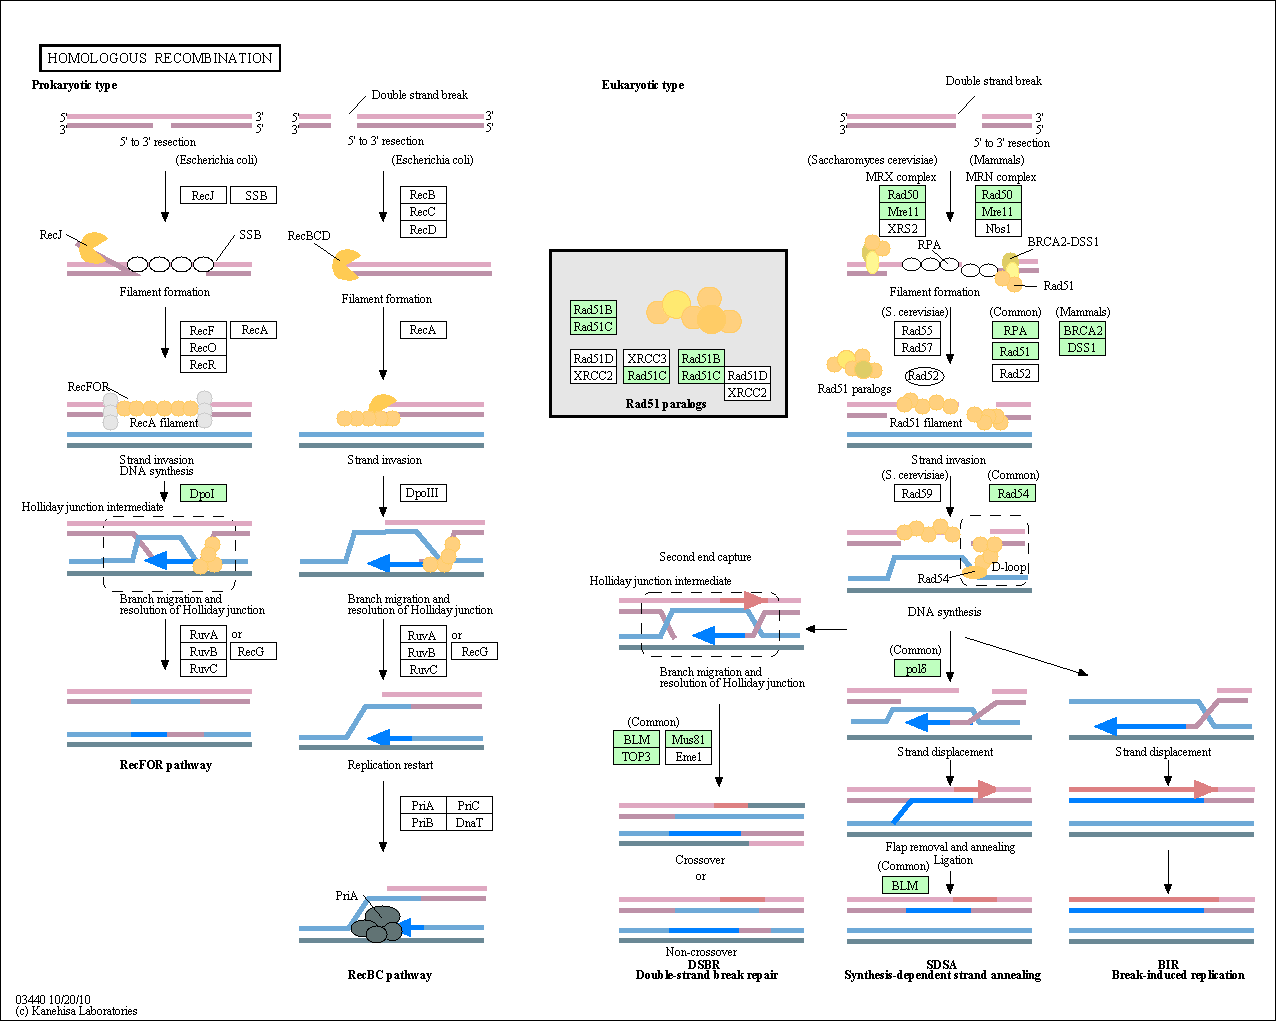 HOMOLOGOUS RECOMBINATION
Prokaryotic type
5'
3'
3'
5'
5' to 3' resection
(Escherichia coli)
RecJ
SSB
RecJ
SSB
Filament formation
RecF
RecA
RecO
RecR
RecFOR
RecA filament
Strand invasion
DNA synthesis
DpoI
Holliday junction intermediate
Branch migration and
resolution of Holliday junction
RuvA
or
RuvB
RecG
RuvC
RecFOR pathway
Double strand break
5'
3'
3'
5'
5' to 3' resection
(Escherichia coli)
RecB
RecC
RecD
RecBCD
Filament formation
RecA
Strand invasion
DpoIII
Branch migration and
resolution of Holliday junction
RuvA
or
RuvB
RecG
RuvC
Replication restart
PriA
PriC
PriB
DnaT
PriA
RecBC pathway
Eukaryotic type
Double strand break
5'
3'
3'
5'
5' to 3' resection
(Saccharomyces cerevisiae)
(Mammals)
MRX complex
MRN complex
Rad50
Rad50
Mre11
Mre11
XRS2
Nbs1
RPA
BRCA2-DSS1
Rad51
Filament formation
(S. cerevisiae)
(Common)
(Mammals)
Rad55
RPA
BRCA2
Rad57
Rad51
DSS1
Rad52
Rad52
Rad51 paralogs
Rad51 filament
Rad51B
Rad51C
Rad51D
XRCC3
Rad51B
XRCC2
Rad51C
Rad51C
Rad51D
XRCC2
Rad51 paralogs
Strand invasion
(S. cerevisiae)
(Common)
Rad59
Rad54
D-loop
Rad54
DNA synthesis
Second end capture
Holliday junction intermediate
Branch migration and
resolution of Holliday junction
(Common)
BLM
Mus81
TOP3
Eme1
Crossover
or
Non-crossover
DSBR
Double-strand break repair
(Common)
polδ
Strand displacement
Flap removal and annealing
Ligation
(Common)
BLM
SDSA
Synthesis-dependent strand annealing
Strand displacement
BIR
Break-induced replication
03440 10/20/10
(c) Kanehisa Laboratories